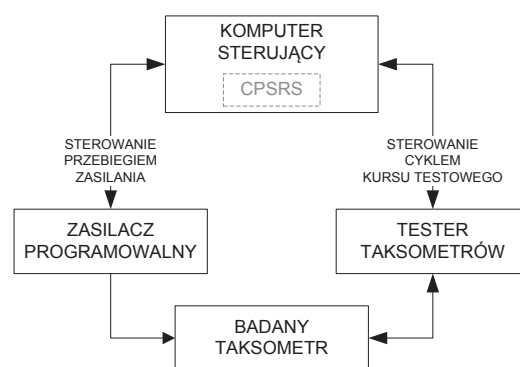 KOMPUTER
STERUJĄCY
CPSRS
STEROWANIE
PRZEBIEGIEM
ZASILANIA
STEROWANIE
CYKLEM
KURSU TESTOWEGO
ZASILACZ
PROGRAMOWALNY
TESTER
TAKSOMETRÓW
BADANY
TAKSOMETR